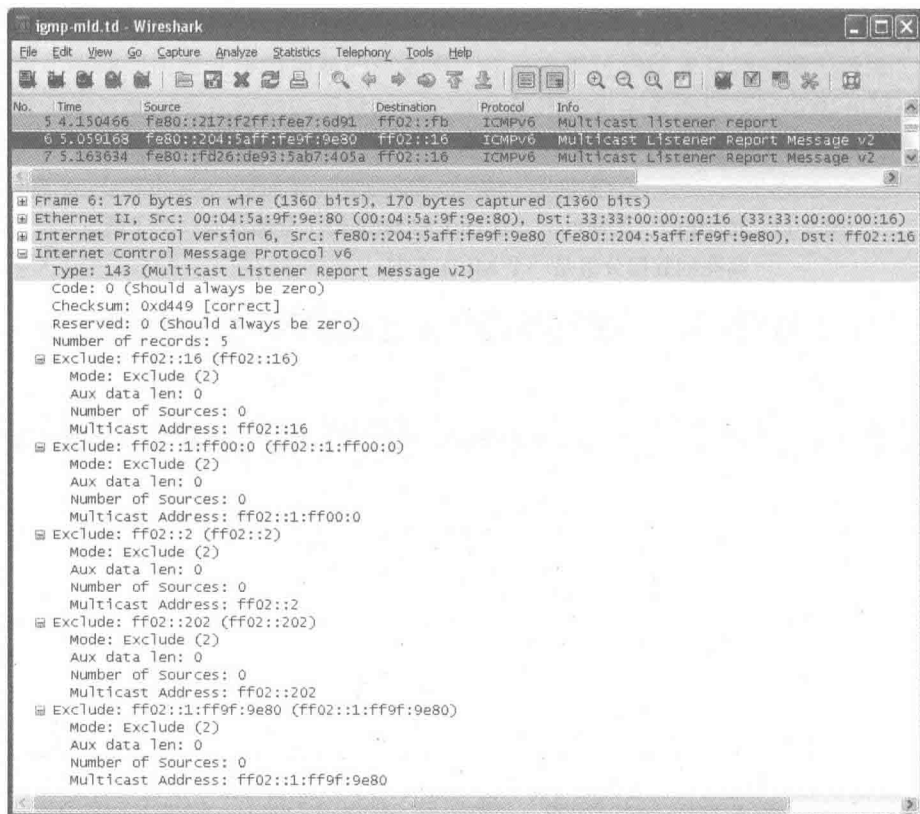 igmp-mld.td - Wireshark
File Edit View Go Capture Analyze Statistics Telephony Tools Help
No. Time Source Destination Protocol Info
5 4.150466 fe80::217:f2ff:fee7:6d91 ff02::fb ICMPv6 Multicast listener report
6 5.059168 fe80::204:5aff:fe9f:9e80 ff02::16 ICMPv6 Multicast Listener Report Message v2
7 5.163634 fe80::fd26:de93:5ab7:405a ff02::16 ICMPv6 Multicast Listener Report Message v2
Frame 6: 170 bytes on wire (1360 bits), 170 bytes captured (1360 bits)
Ethernet II, Src: 00:04:5a:9f:9e:80 (00:04:5a:9f:9e:80), Dst: 33:33:00:00:00:16 (33:33:00:00:00:16)
Internet Protocol Version 6, Src: fe80::204:5aff:fe9f:9e80 (fe80::204:5aff:fe9f:9e80), Dst: ff02::16
Internet Control Message Protocol v6
Type: 143 (Multicast Listener Report Message v2)
Code: 0 (Should always be zero)
Checksum: 0xd449 [correct]
Reserved: 0 (Should always be zero)
Number of records: 5
Exclude: ff02::16 (ff02::16)
Mode: Exclude (2)
Aux data len: 0
Number of Sources: 0
Multicast Address: ff02::16
Exclude: ff02::1:ff00:0 (ff02::1:ff00:0)
Mode: Exclude (2)
Aux data len: 0
Number of Sources: 0
Multicast Address: ff02::1:ff00:0
Exclude: ff02::2 (ff02::2)
Mode: Exclude (2)
Aux data len: 0
Number of Sources: 0
Multicast Address: ff02::2
Exclude: ff02::202 (ff02::202)
Mode: Exclude (2)
Aux data len: 0
Number of Sources: 0
Multicast Address: ff02::202
Exclude: ff02::1:ff9f:9e80 (ff02::1:ff9f:9e80)
Mode: Exclude (2)
Aux data len: 0
Number of Sources: 0
Multicast Address: ff02::1:ff9f:9e80